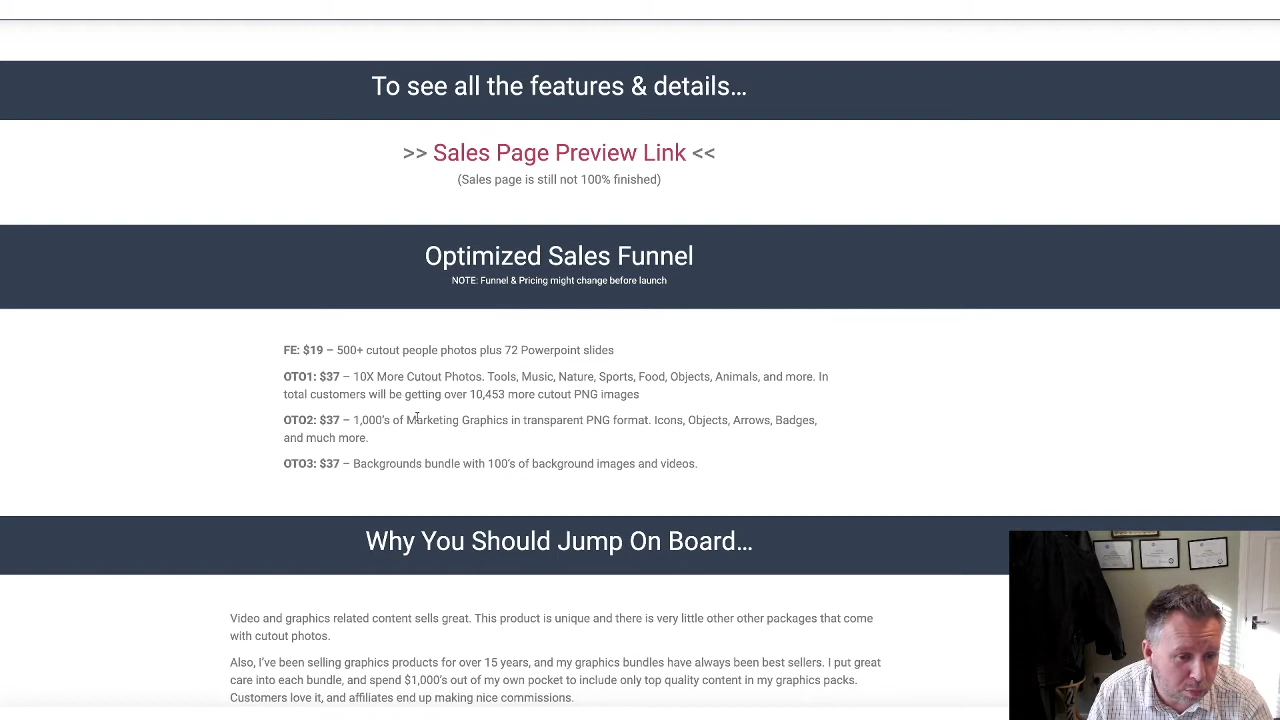 To see all the features & details...
>> Sales Page Preview Link <<
(Sales page is still not 100% finished)
Optimized Sales Funnel
NOTE: Funnel & Pricing might change before launch
FE: $19 – 500+ cutout people photos plus 72 Powerpoint slides
OTO1: $37 – 10X More Cutout Photos. Tools, Music, Nature, Sports, Food, Objects, Animals, and more. In
total customers will be getting over 10,453 more cutout PNG images
OTO2: $37 – 1,000's of Marketing Graphics in transparent PNG format. Icons, Objects, Arrows, Badges,
and much more.
OTO3: $37 – Backgrounds bundle with 100's of background images and videos.
Why You Should Jump On Board...
Video and graphics related content sells great. This product is unique and there is very little other other packages that come
with cutout photos.
Also, I've been selling graphics products for over 15 years, and my graphics bundles have always been best sellers. I put great
care into each bundle, and spend $1,000's out of my own pocket to include only top quality content in my graphics packs.
Customers love it, and affiliates end up making nice commissions.